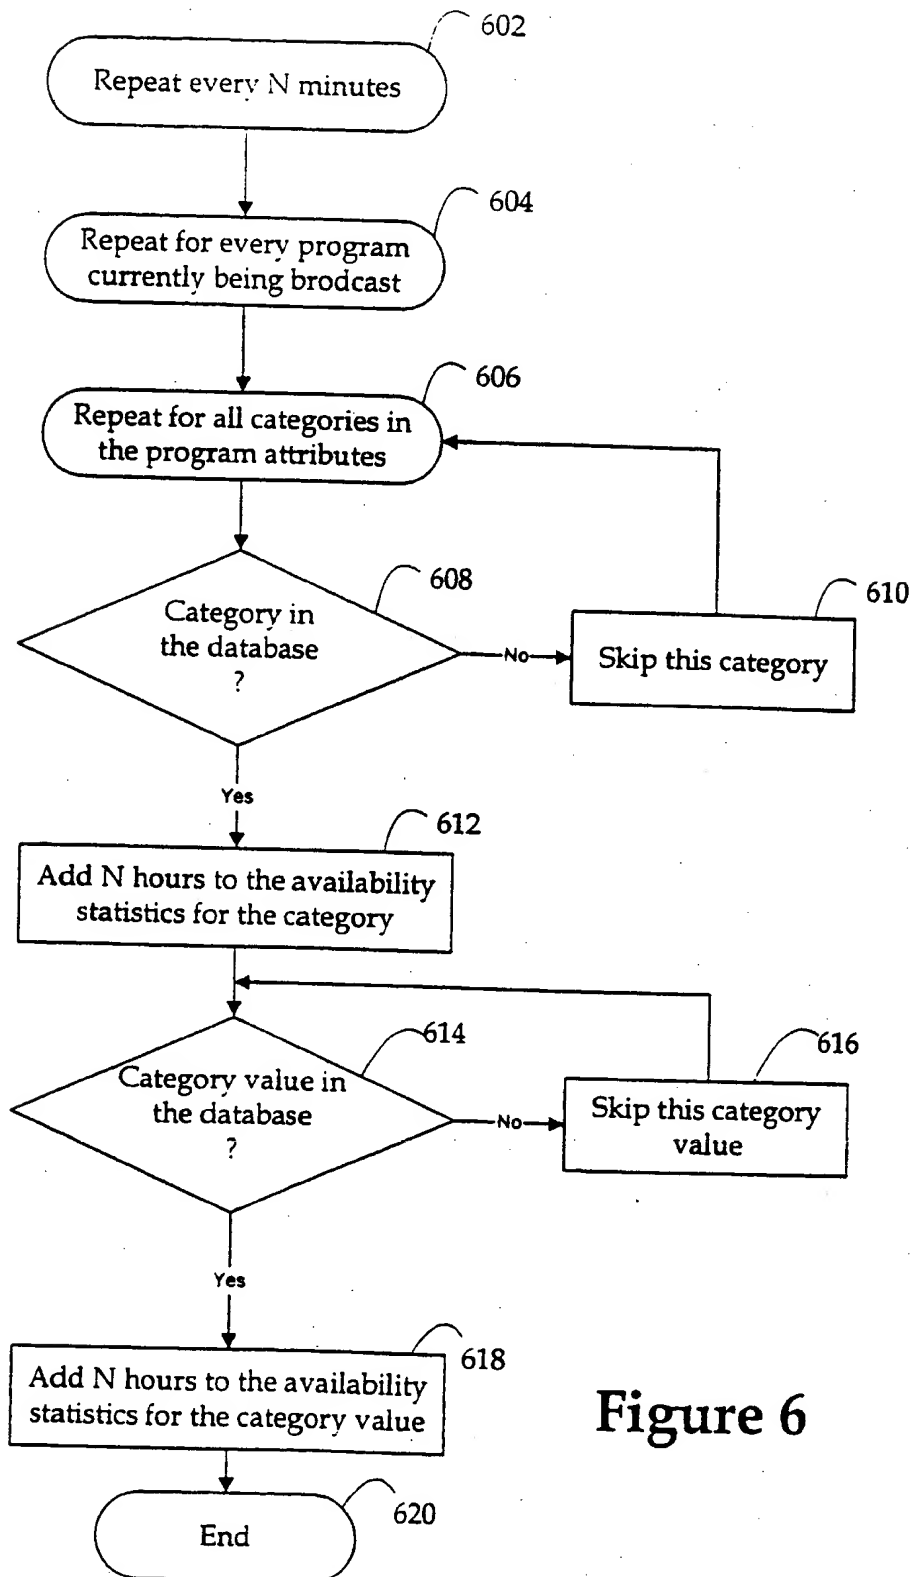 602
Repeat every N minutes
604
Repeat for every program
currently being brodcast
606
Repeat for all categories in
the program attributes
608
Category in
the database
?
No
610
Skip this category
Yes
612
Add N hours to the availability
statistics for the category
614
Category value in
the database
?
No
616
Skip this category
value
Yes
618
Add N hours to the availability
statistics for the category value
Figure 6
620
End